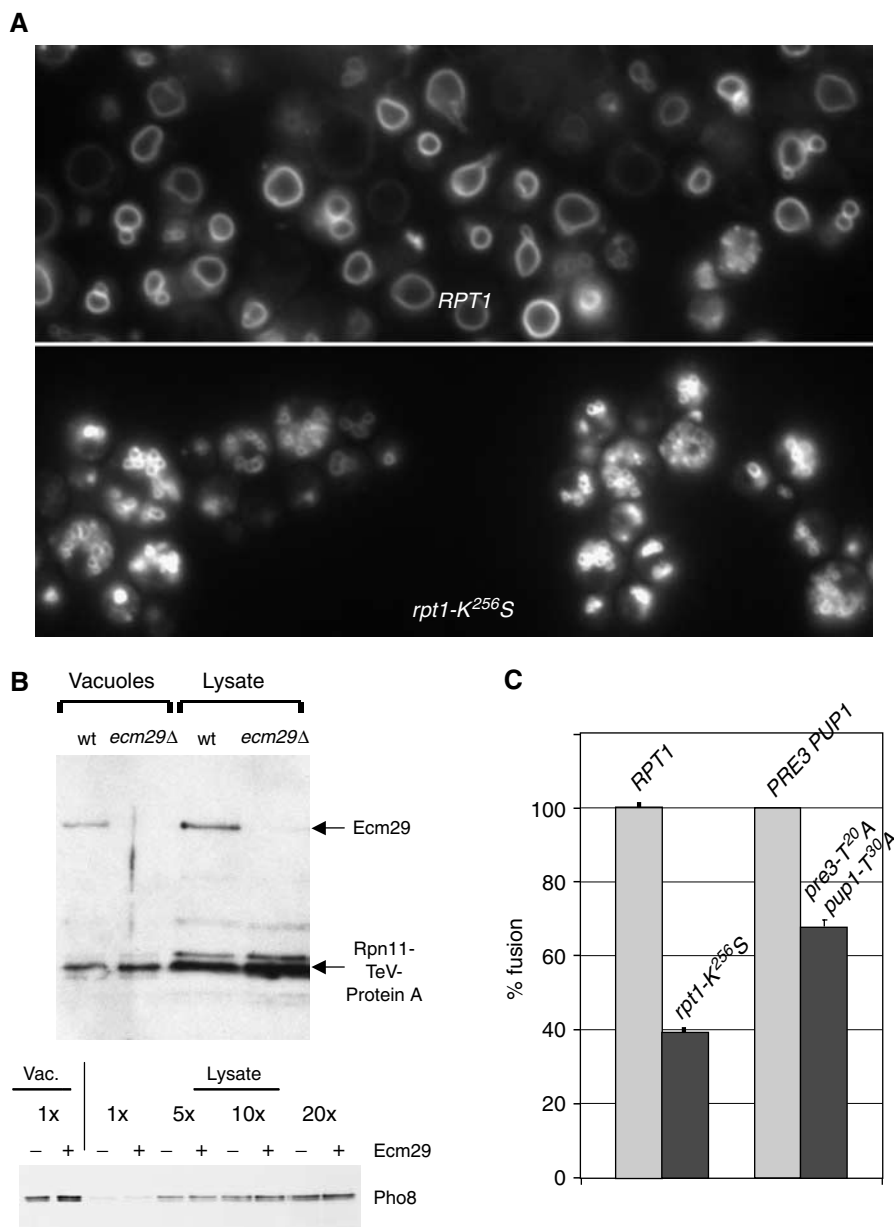 A
RPT1
rpt1-K²⁵⁶S
B
Vacuoles Lysate
wt ecm29Δ wt ecm29Δ
Ecm29
Rpn11-
TeV-
Protein A
Vac. Lysate
1x 1x 5x 10x 20x
– + – + – + – + – + Ecm29
Pho8
C
RPT1 PRE3 PUP1
rpt1-K²⁵⁶S
pre3-T²⁰A
pup1-T³⁰A
% fusion
100
80
60
40
20
0